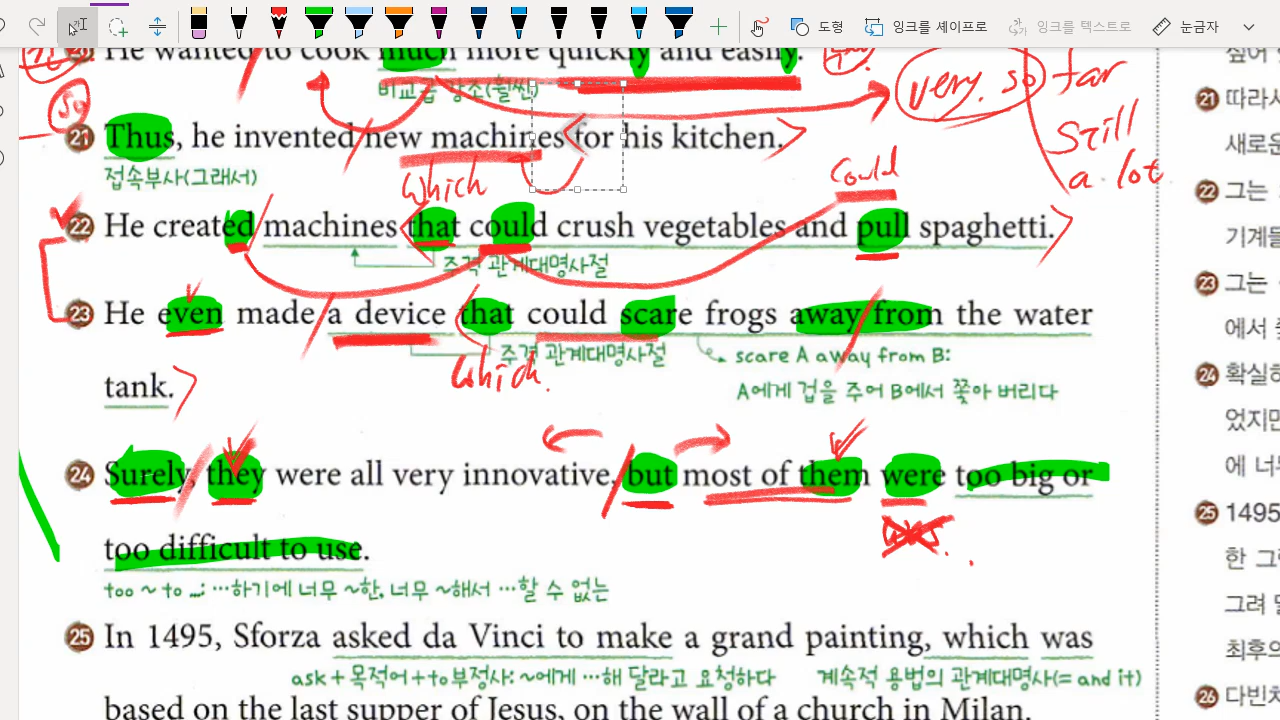 도형
잉크를 셰이프로
잉크를 텍스트로
눈금자
He wanted to cook much more quickly and easily.
비교급 강조(훨씬)
very. so far
still
a lot
so
㉑ Thus, he invented new machines for his kitchen.
접속부사(그래서)
which
could
㉒ He created machines that could crush vegetables and pull spaghetti.
주격 관계대명사절
㉓ He even made a device that could scare frogs away from the water
주격 관계대명사절
scare A away from B:
which.
tank.
A에게 겁을 주어 B에서 쫓아 버리다
㉔ Surely, they were all very innovative, but most of them were too big or
too difficult to use.
too ~ to …: …하기에 너무 ~한, 너무 ~해서 …할 수 없는
㉕ In 1495, Sforza asked da Vinci to make a grand painting, which was
ask + 목적어 + to부정사: ~에게 …해 달라고 요청하다
계속적 용법의 관계대명사(= and it)
based on the last supper of Jesus, on the wall of a church in Milan.
㉑ 따라서
새로운
㉒ 그는
기계들
㉓ 그는
에서
㉔ 확실히
었지만
에 너무
㉕ 1495
한 그
그려 달
최후의
㉖ 다빈치